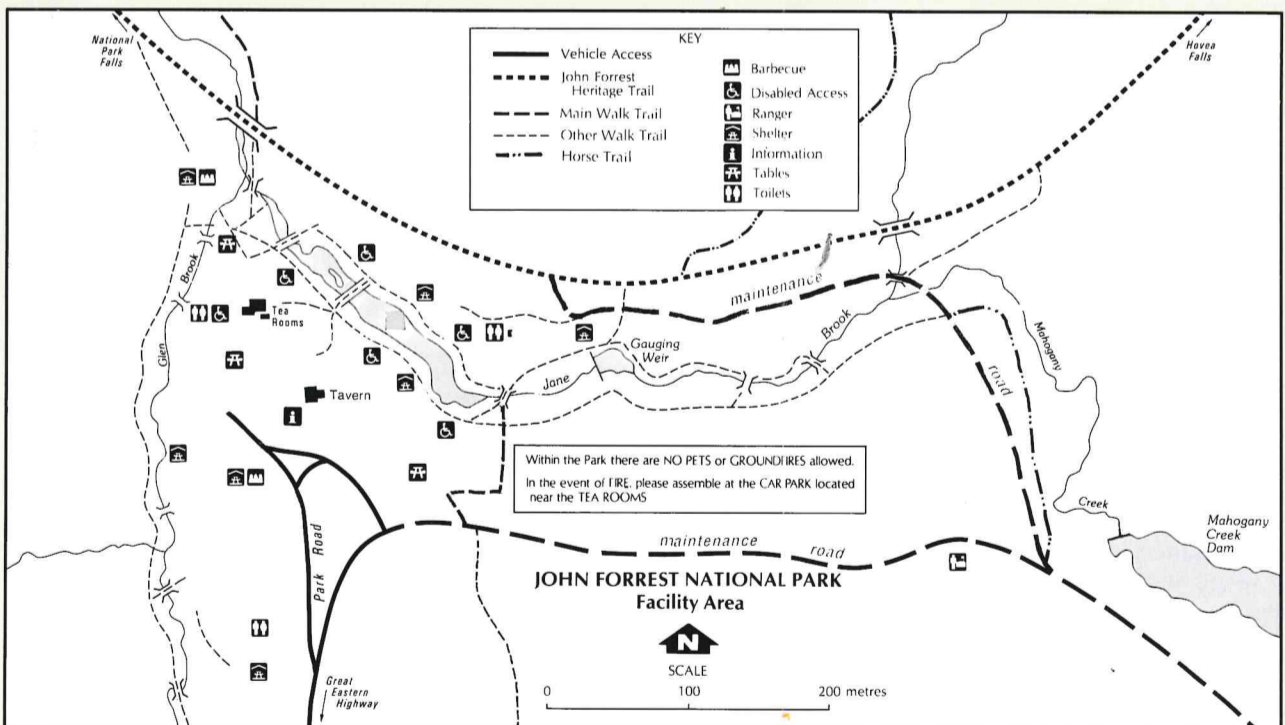 National
Park
Falls
KEY
Vehicle Access
John Forrest
Heritage Trail
Main Walk Trail
Other Walk Trail
Horse Trail
Barbecue
Disabled Access
Ranger
Shelter
Information
Tables
Toilets
Hovea
Falls
Brook
Glen
Tea
Rooms
Tavern
maintenance
road
Brook
Gauging
Weir
Jane
Mahogany
Creek
Mahogany
Creek
Dam
Within the Park there are NO PETS or GROUNDFIRES allowed.
In the event of FIRE, please assemble at the CAR PARK located
near the TEA ROOMS
maintenance road
Park Road
JOHN FORREST NATIONAL PARK
Facility Area
N
SCALE
0 100 200 metres
Great
Eastern
Highway